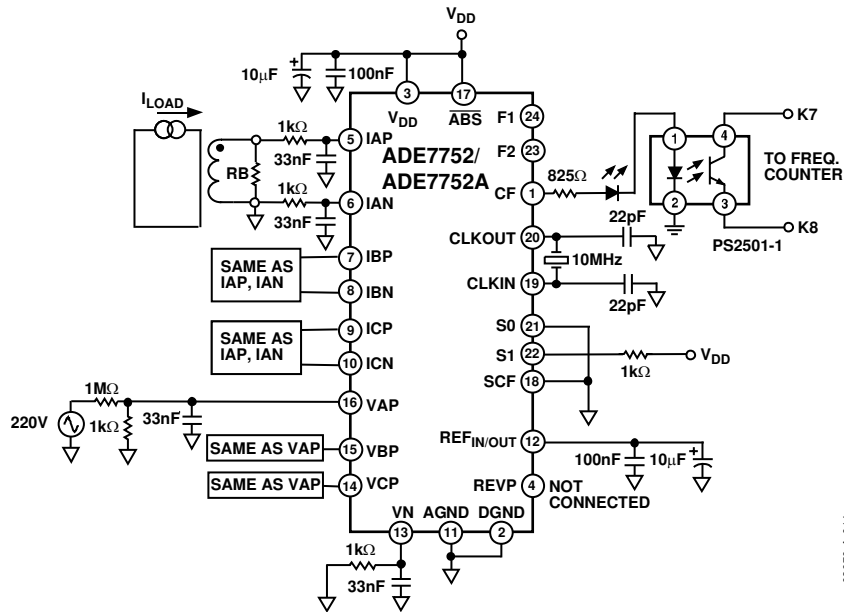 VDD
10µF
+
100nF
ILOAD
3
17
VDD
ABS
24
F1
K7
1kΩ
5
IAP
ADE7752/
ADE7752A
F2
23
1
4
TO FREQ.
COUNTER
33nF
RB
825Ω
CF
1
1kΩ
6
IAN
2
3
33nF
22pF
K8
PS2501-1
CLKOUT
20
SAME AS
IAP, IAN
7
IBP
10MHz
8
IBN
CLKIN
19
22pF
SAME AS
IAP, IAN
9
ICP
S0
21
10
ICN
S1
22
VDD
1kΩ
1MΩ
SCF
18
16
VAP
220V
1kΩ
33nF
REFIN/OUT
12
SAME AS VAP
15
VBP
100nF
10µF
+
SAME AS VAP
14
VCP
REVP
4
NOT
CONNECTED
VN
AGND
DGND
13
11
2
1kΩ
33nF